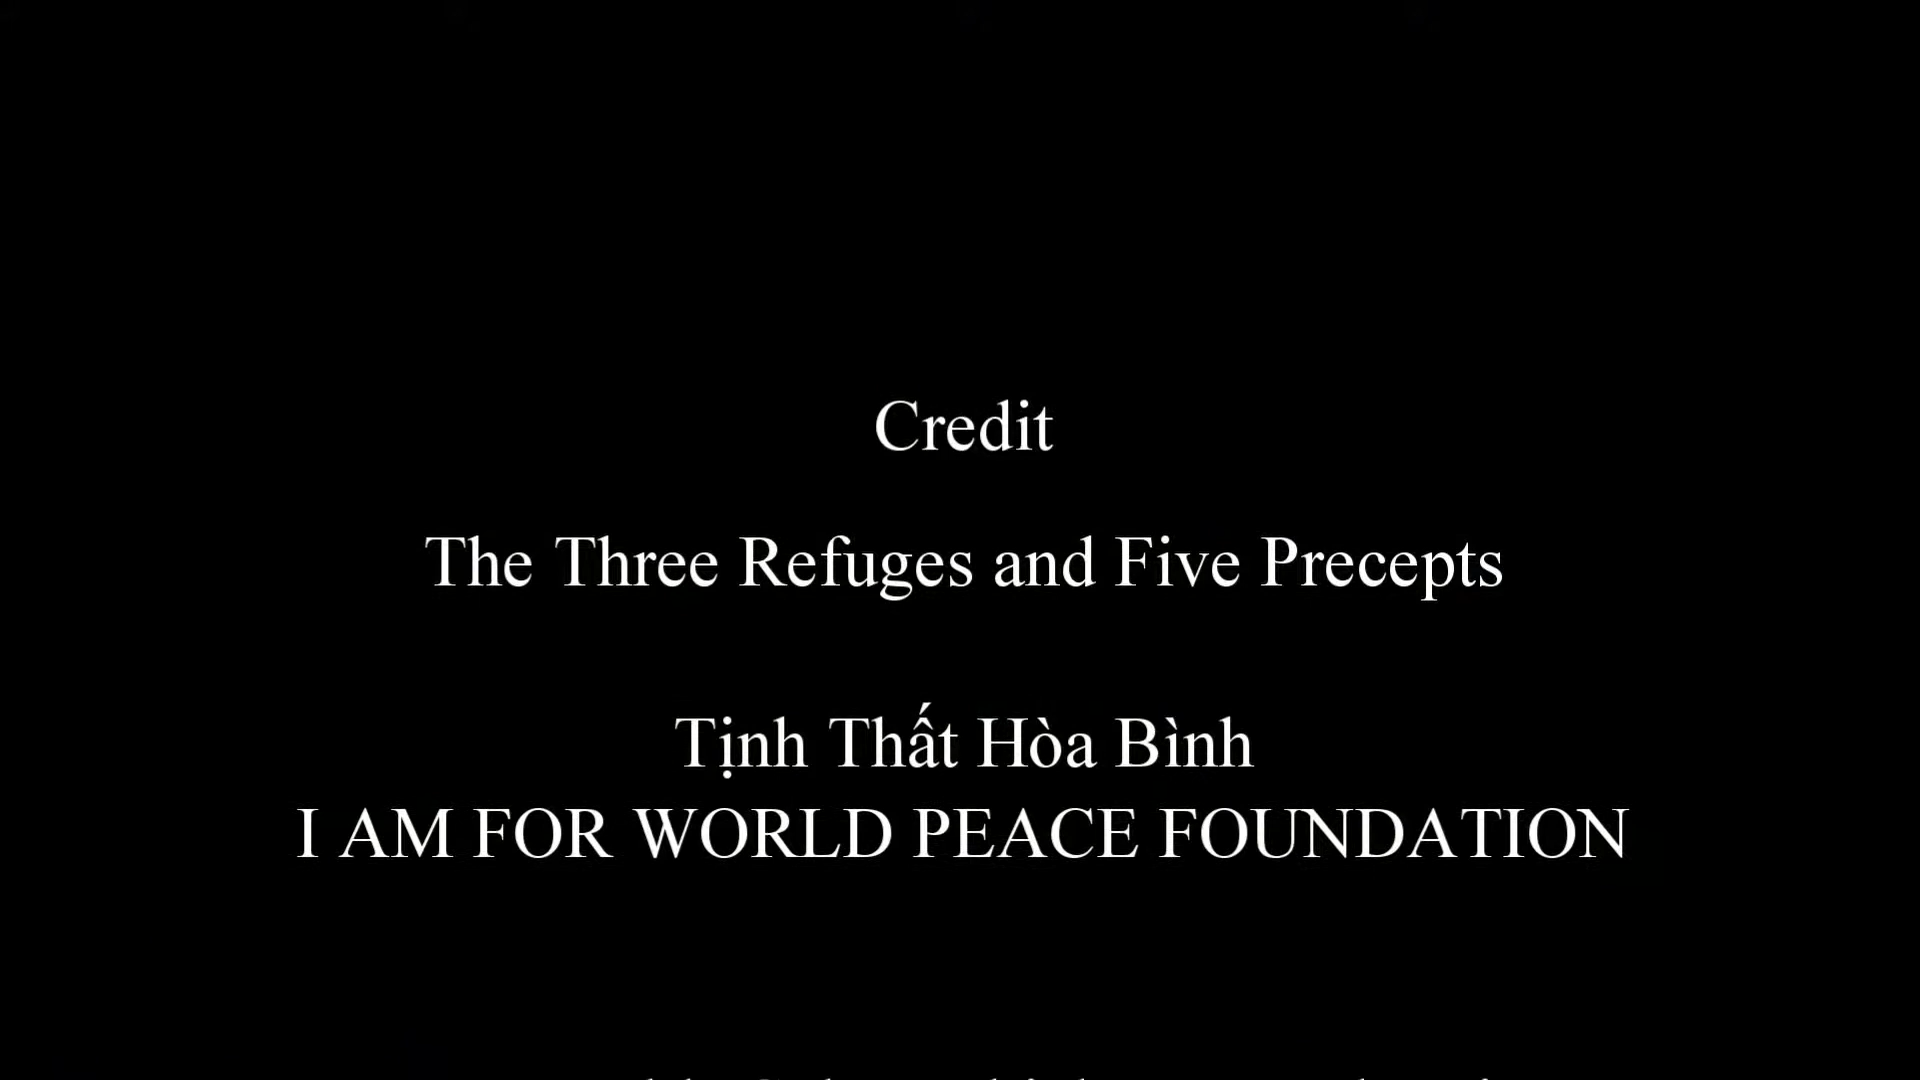 Credit
The Three Refuges and Five Precepts
Tịnh Thất Hòa Bình
I AM FOR WORLD PEACE FOUNDATION